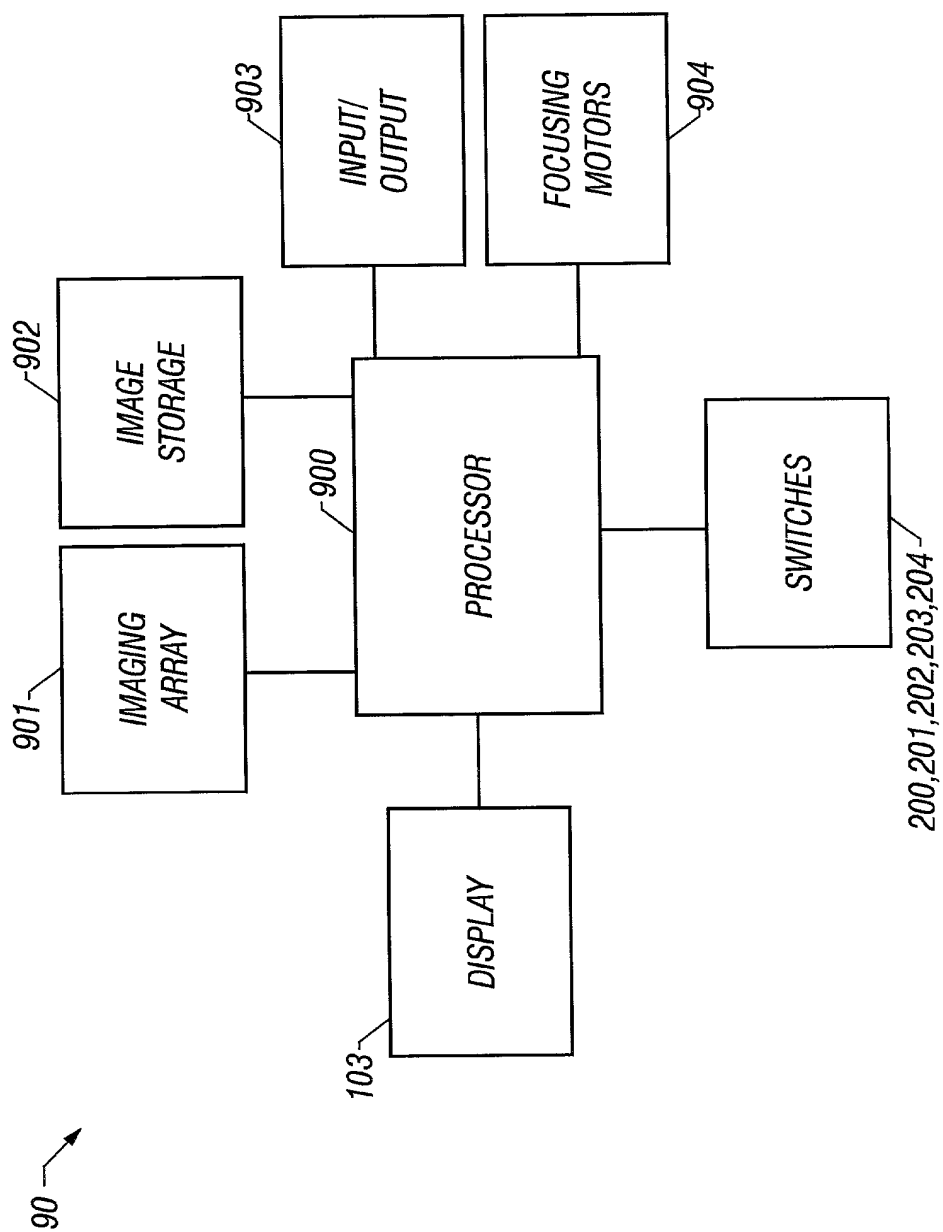 90
901
IMAGING
ARRAY
902
IMAGE
STORAGE
903
INPUT/
OUTPUT
900
PROCESSOR
103
DISPLAY
FOCUSING
MOTORS
904
SWITCHES
200,201,202,203,204